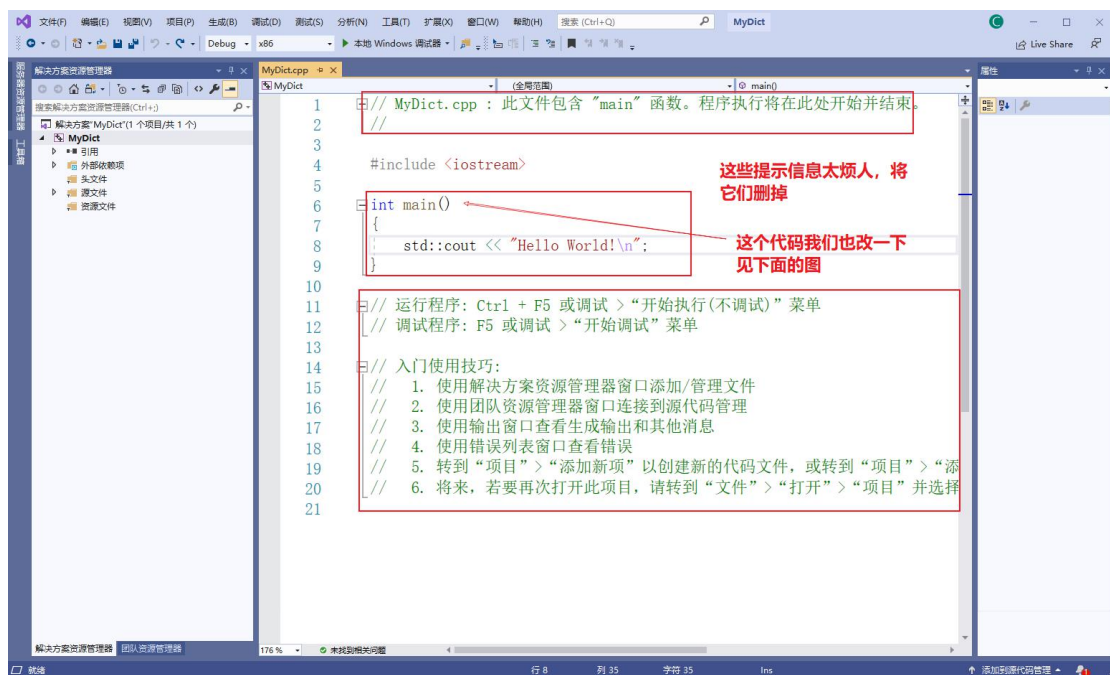 文件(F) 编辑(E) 视图(V) 项目(P) 生成(B) 调试(D) 测试(S) 分析(N) 工具(T) 扩展(X) 窗口(W) 帮助(H) 搜索 (Ctrl+Q) MyDict C
Debug x86 本地 Windows 调试器 Live Share
服务器资源管理器 工具箱
解决方案资源管理器
搜索解决方案资源管理器(Ctrl+;)
解决方案"MyDict"(1 个项目/共 1 个)
MyDict
引用
外部依赖项
头文件
源文件
资源文件
解决方案资源管理器 团队资源管理器
MyDict.cpp
MyDict (全局范围) main()
1 // MyDict.cpp : 此文件包含 "main" 函数。程序执行将在此处开始并结束。
2 //
3
4 #include <iostream>
5
6 int main()
7 {
8 std::cout << "Hello World!\n";
9 }
10
11 // 运行程序: Ctrl + F5 或调试 >“开始执行(不调试)”菜单
12 // 调试程序: F5 或调试 >“开始调试”菜单
13
14 // 入门使用技巧:
15 // 1. 使用解决方案资源管理器窗口添加/管理文件
16 // 2. 使用团队资源管理器窗口连接到源代码管理
17 // 3. 使用输出窗口查看生成输出和其他消息
18 // 4. 使用错误列表窗口查看错误
19 // 5. 转到“项目”>“添加新项”以创建新的代码文件，或转到“项目”>“添
20 // 6. 将来，若要再次打开此项目，请转到“文件”>“打开”>“项目”并选择
21
这些提示信息太烦人，将
它们删掉
这个代码我们也改一下
见下面的图
176 % 未找到相关问题
属性
就绪 行 8 列 35 字符 35 Ins 添加到源代码管理 1